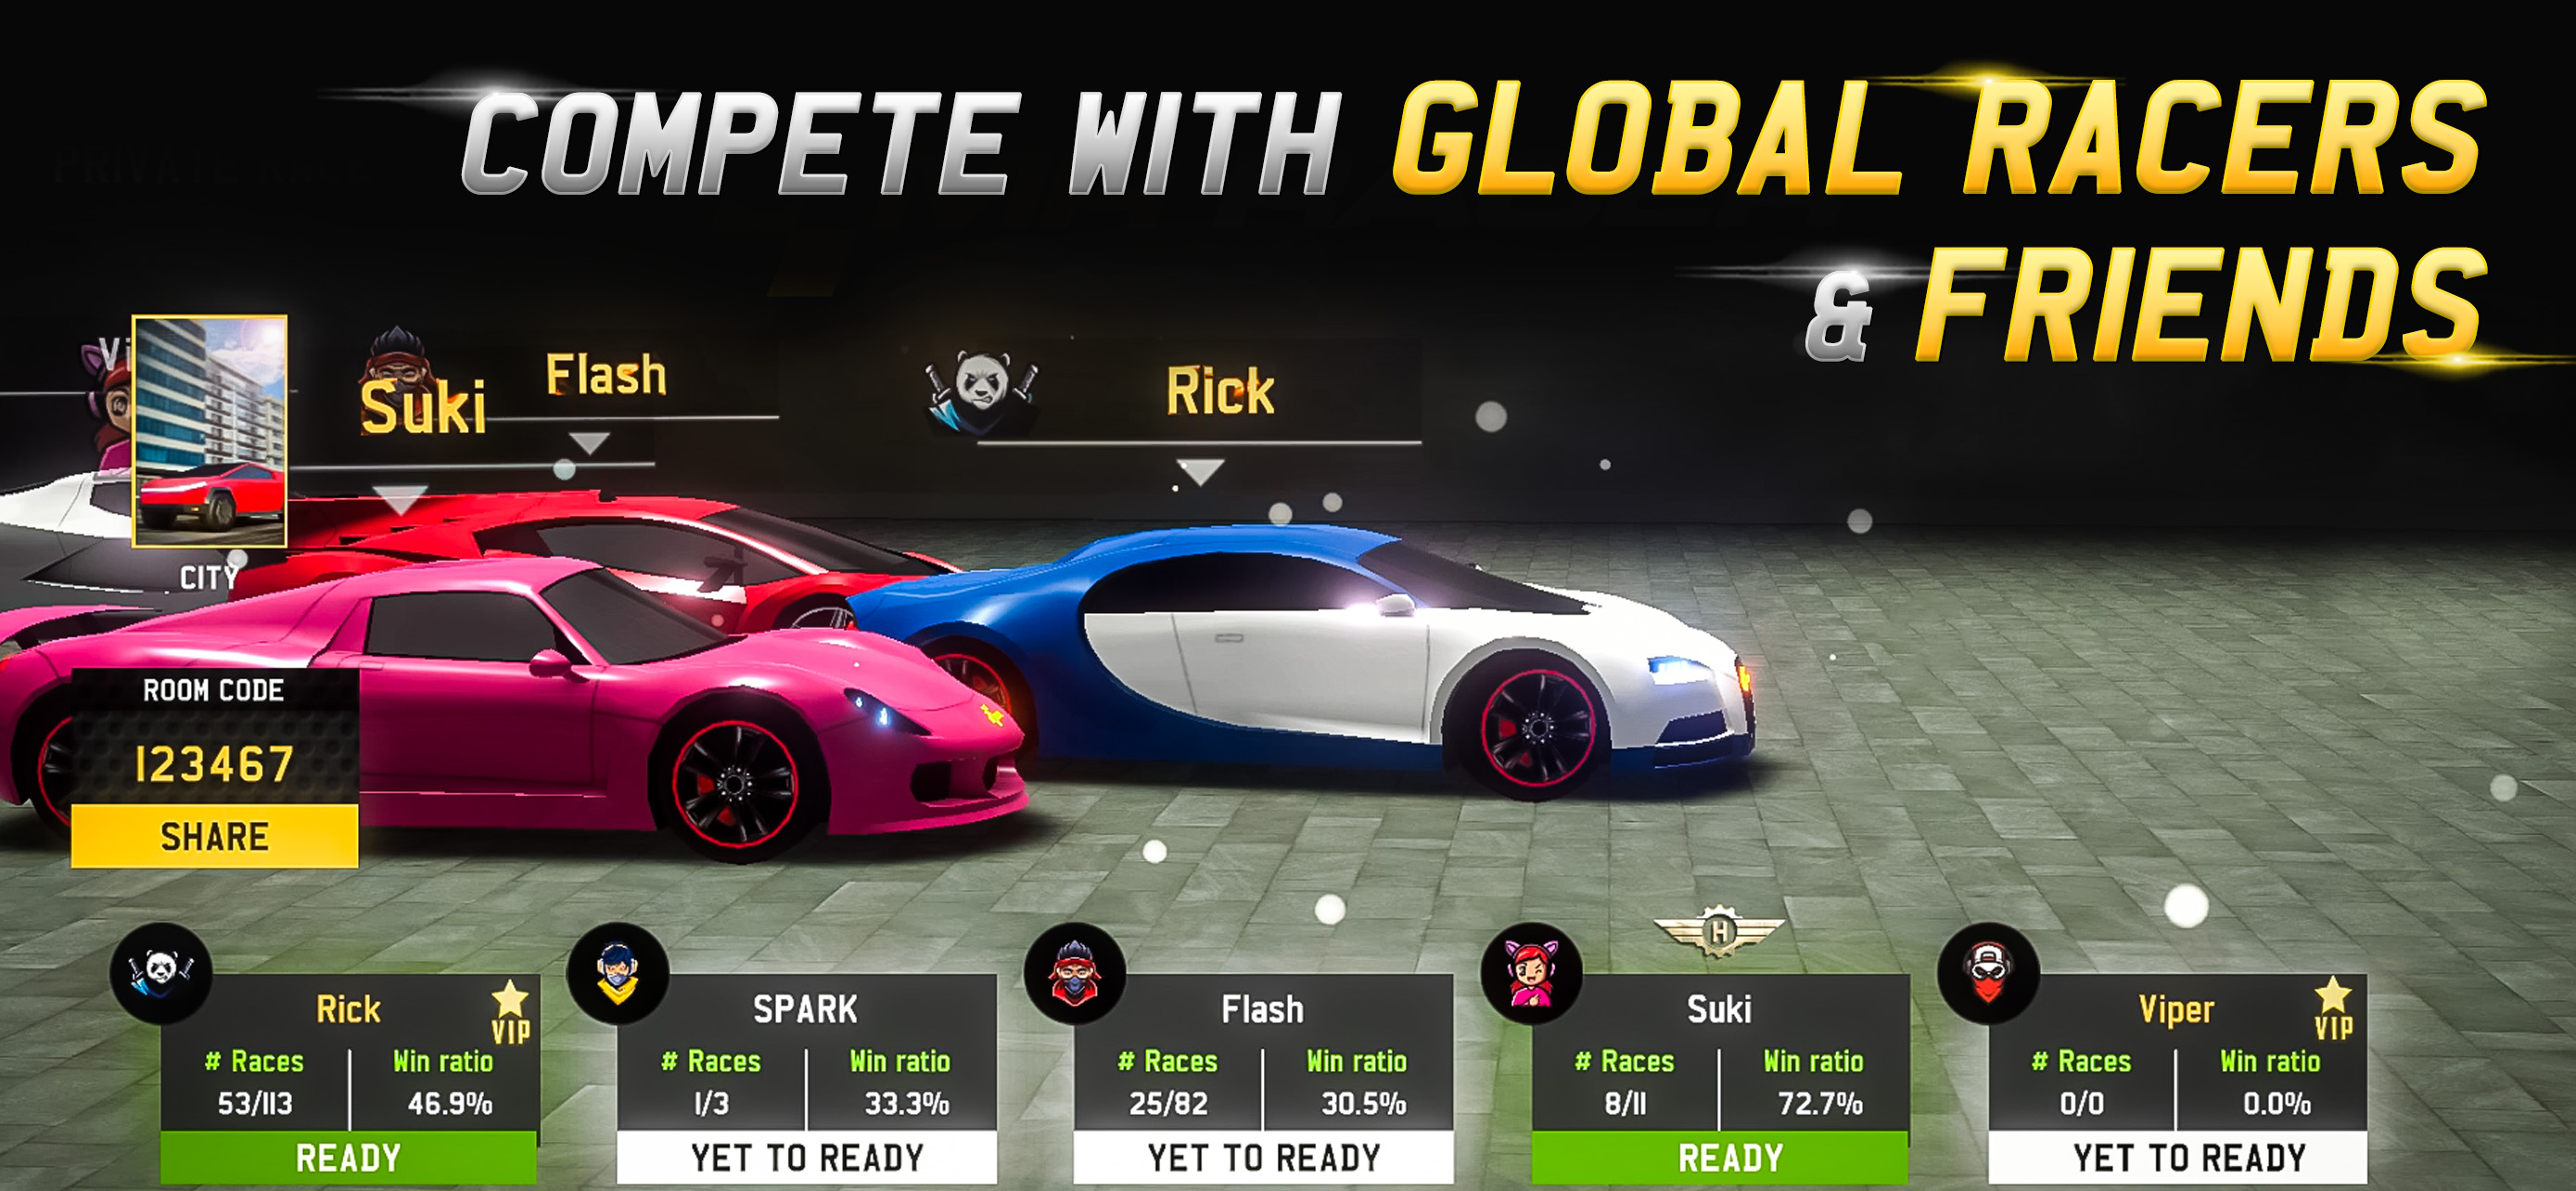 COMPETE WITH GLOBAL RACERS
& FRIENDS
PRIVATE RACE
Vi
Suki
Flash
Rick
CITY
ROOM CODE
123467
SHARE
H
Rick
VIP
# Races
Win ratio
53/113
46.9%
READY
SPARK
# Races
Win ratio
1/3
33.3%
YET TO READY
Flash
# Races
Win ratio
25/82
30.5%
YET TO READY
Suki
# Races
Win ratio
8/11
72.7%
READY
Viper
VIP
# Races
Win ratio
0/0
0.0%
YET TO READY